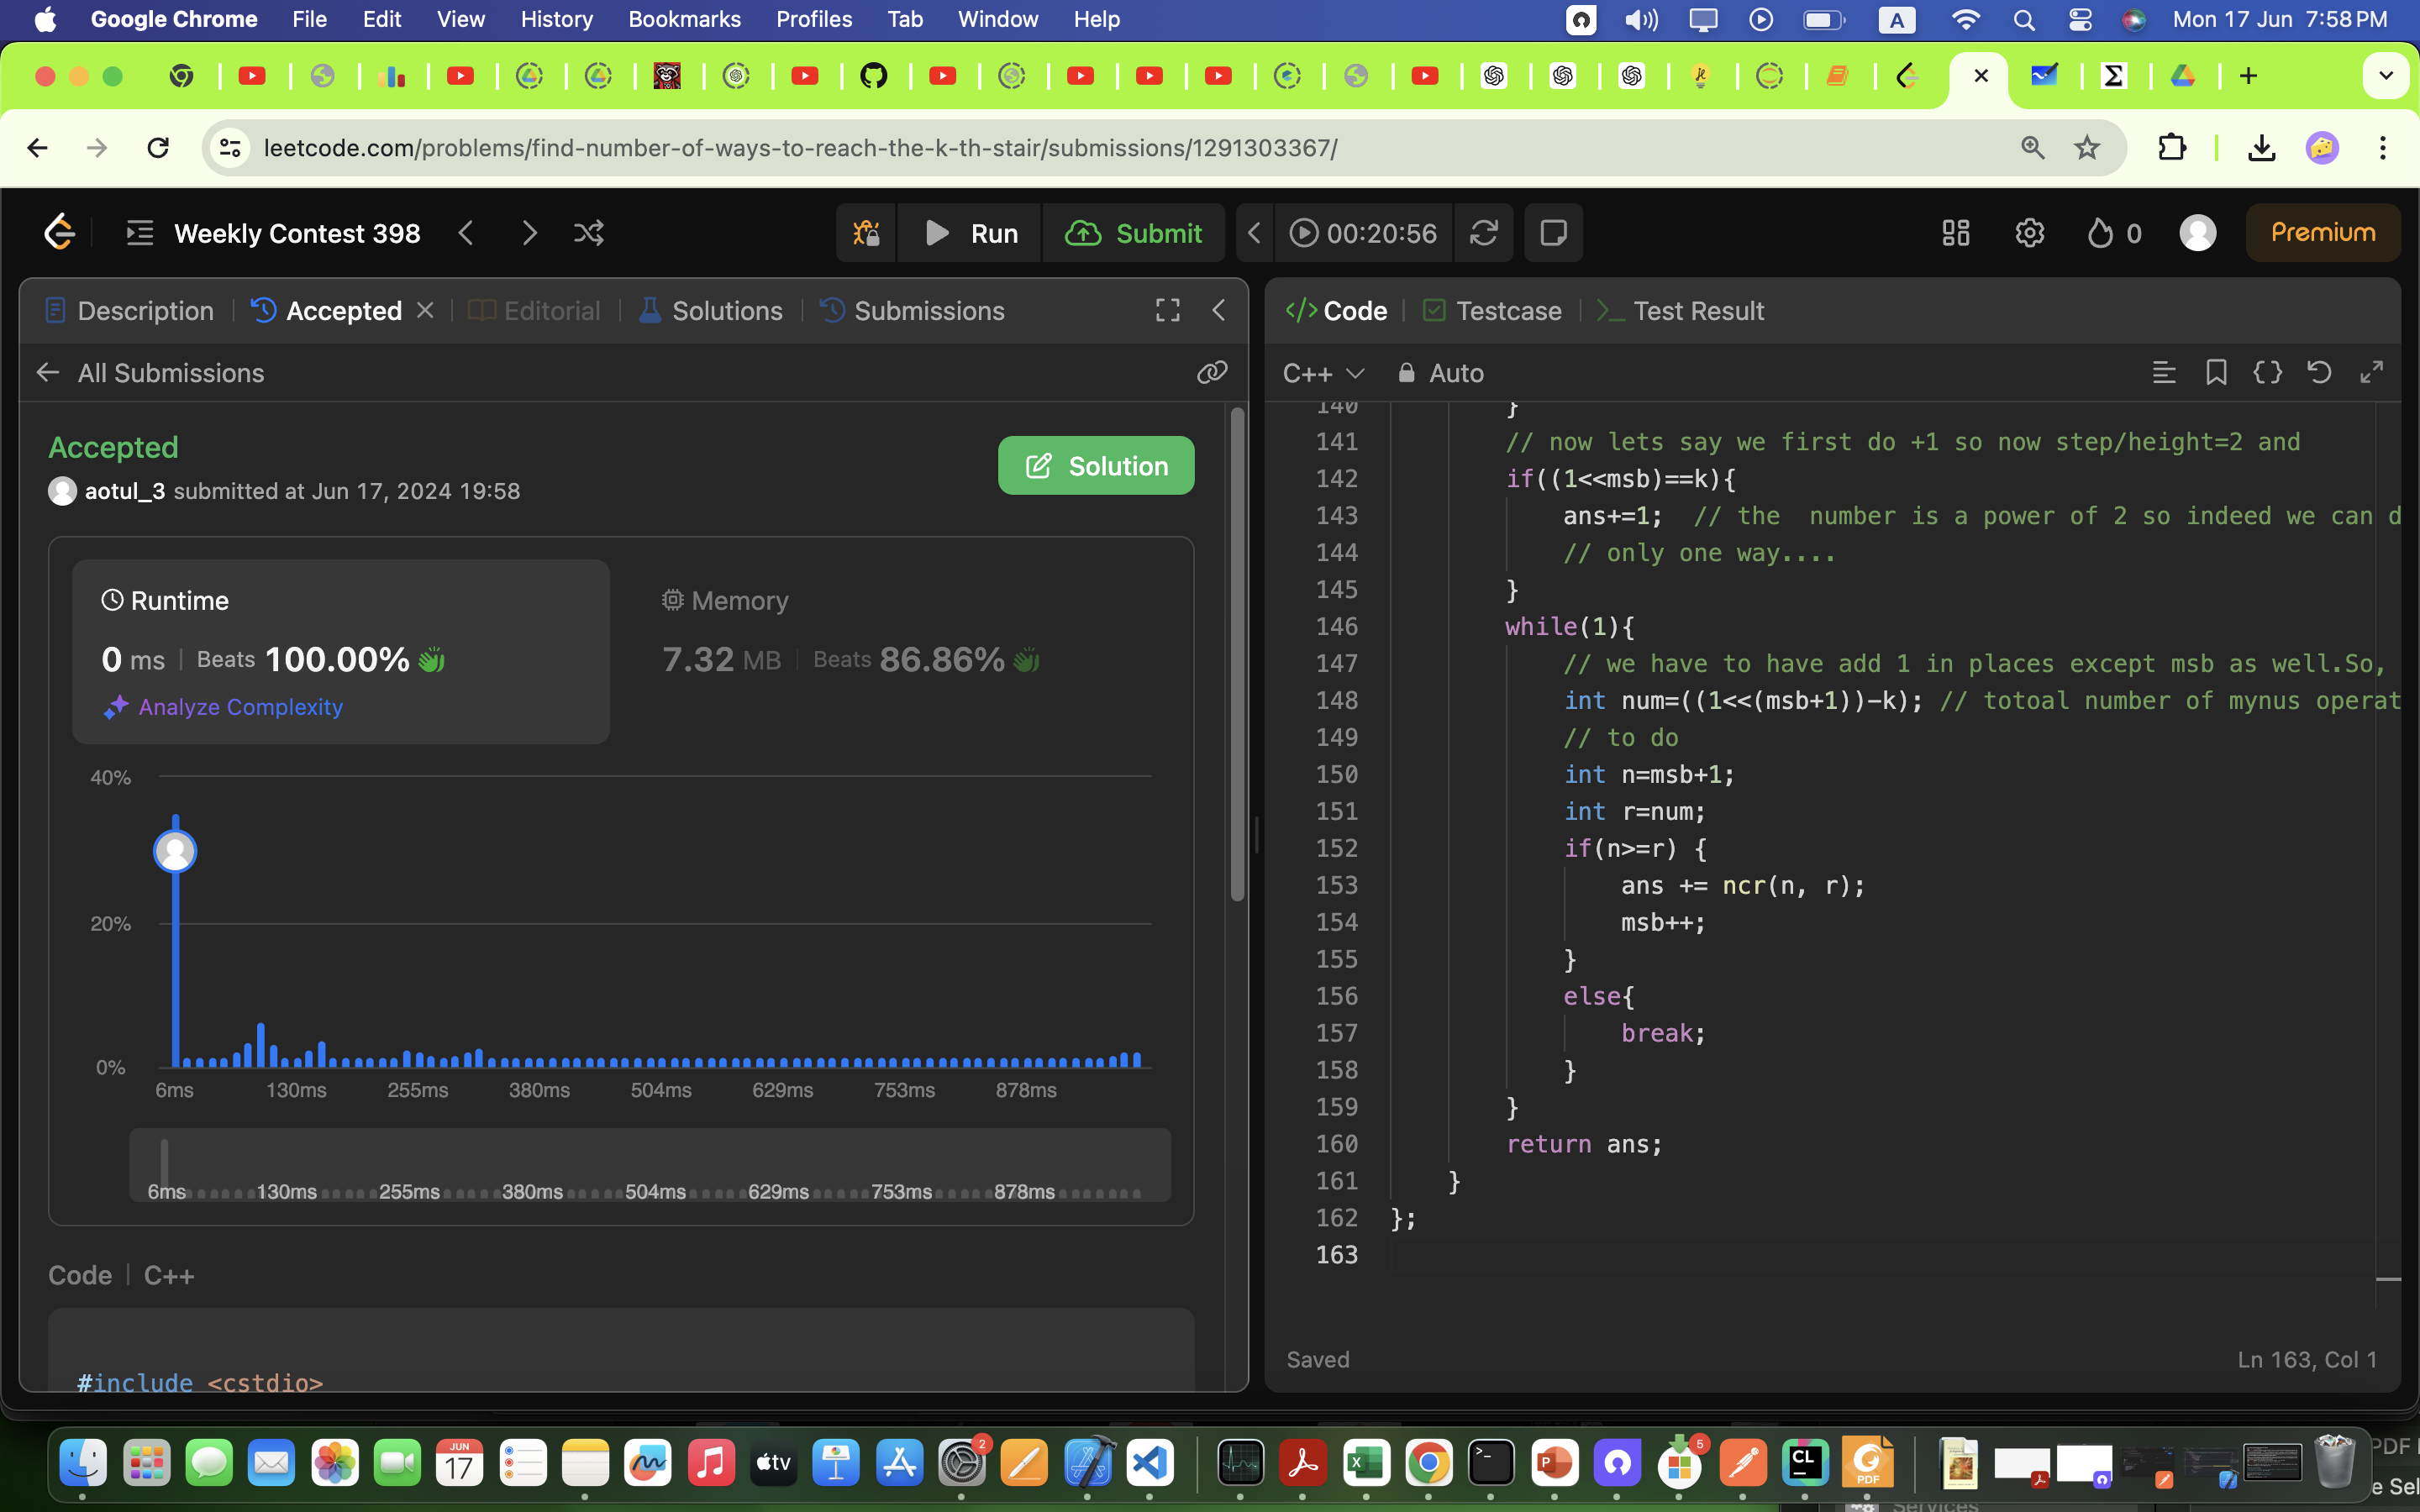 Google Chrome File Edit View History Bookmarks Profiles Tab Window Help A Mon 17 Jun 7:58 PM
leetcode.com/problems/find-number-of-ways-to-reach-the-k-th-stair/submissions/1291303367/
Weekly Contest 398 Run Submit 00:20:56 0 Premium
Description Accepted Editorial Solutions Submissions
All Submissions
Accepted
aotul_3 submitted at Jun 17, 2024 19:58
Solution
Runtime
0 ms Beats 100.00%
Analyze Complexity
Memory
7.32 MB Beats 86.86%
40%
20%
0%
6ms 130ms 255ms 380ms 504ms 629ms 753ms 878ms
6ms 130ms 255ms 380ms 504ms 629ms 753ms 878ms
Code C++
#include <cstdio>
Code Testcase Test Result
C++ Auto
140 }
141 // now lets say we first do +1 so now step/height=2 and
142 if((1<<msb)==k){
143 ans+=1; // the  number is a power of 2 so indeed we can d
144 // only one way....
145 }
146 while(1){
147 // we have to have add 1 in places except msb as well.So,
148 int num=((1<<(msb+1))-k); // totoal number of mynus operat
149 // to do
150 int n=msb+1;
151 int r=num;
152 if(n>=r) {
153 ans += ncr(n, r);
154 msb++;
155 }
156 else{
157 break;
158 }
159 }
160 return ans;
161 }
162 };
163
Saved Ln 163, Col 1
JUN
17
tv
2
5
CL
PDF
PDF
e Sel
Services